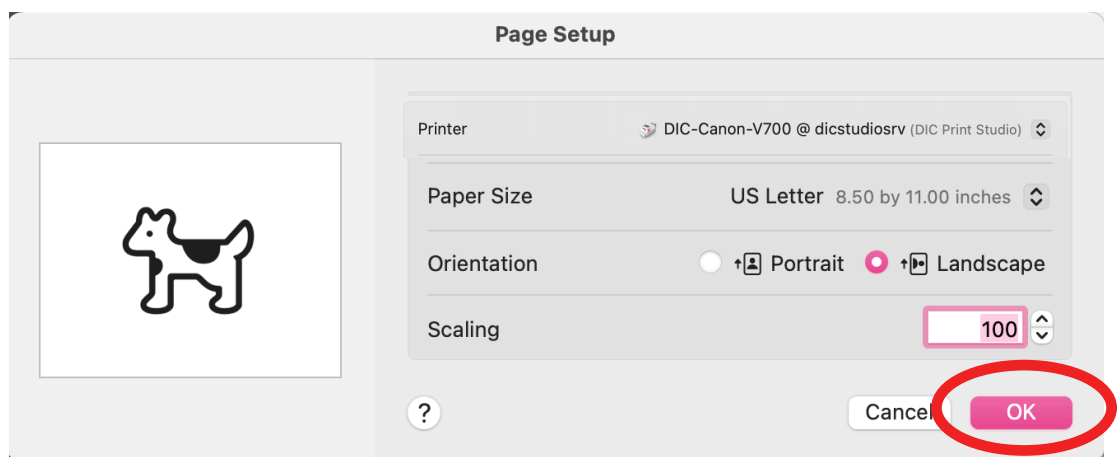 Page Setup
Printer DIC-Canon-V700 @ dicstudiosrv (DIC Print Studio)
Paper Size US Letter 8.50 by 11.00 inches
Orientation Portrait Landscape
Scaling 100
? Cancel OK